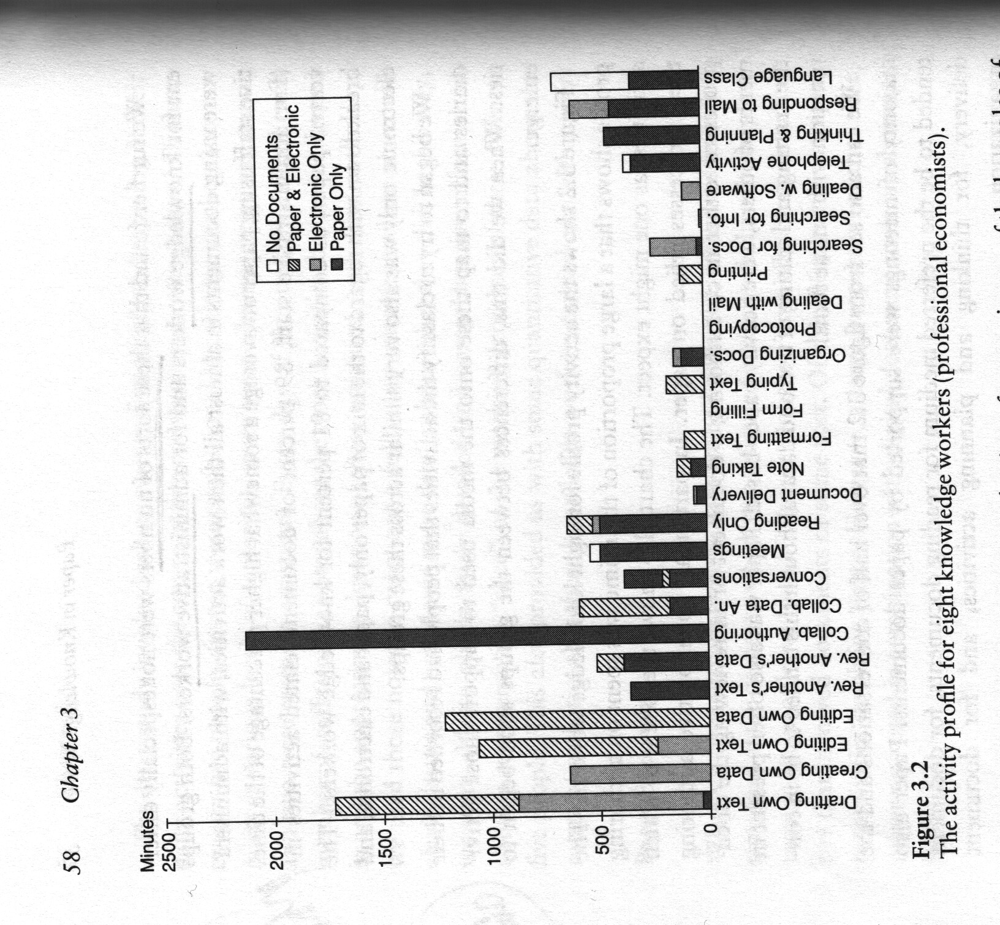 58 Chapter 3
Minutes
2500
2000
1500
1000
500
0
No Documents
Paper & Electronic
Electronic Only
Paper Only
Drafting Own Text
Creating Own Data
Editing Own Text
Editing Own Data
Rev. Another's Text
Rev. Another's Data
Collab. Authoring
Collab. Data An.
Conversations
Meetings
Reading Only
Document Delivery
Note Taking
Formatting Text
Form Filling
Typing Text
Organizing Docs.
Photocopying
Dealing with Mail
Printing
Searching for Docs.
Searching for Info.
Dealing w. Software
Telephone Activity
Thinking & Planning
Responding to Mail
Language Class
Figure 3.2
The activity profile for eight knowledge workers (professional economists).